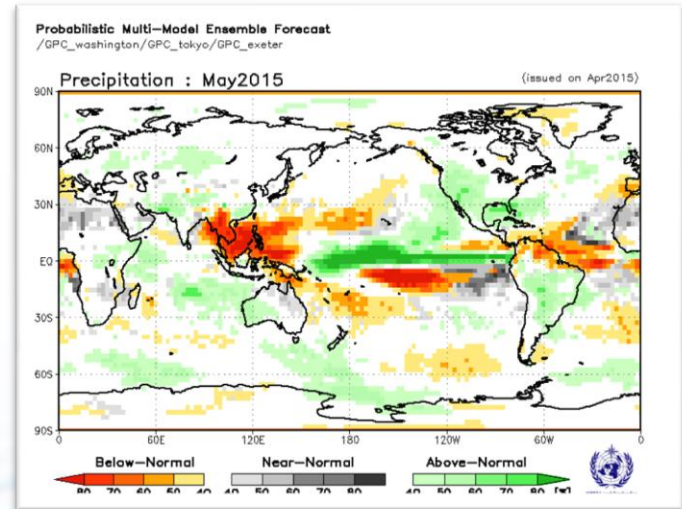 Probabilistic Multi-Model Ensemble Forecast
/GPC_washington/GPC_tokyo/GPC_exeter
Precipitation : May2015 (issued on Apr2015)
90N
60N
30N
EQ
30S
60S
90S
0 60E 120E 180 120W 60W 0
Below-Normal Near-Normal Above-Normal
80 70 60 50 40 40 50 60 70 80 40 50 60 70 80 [%]